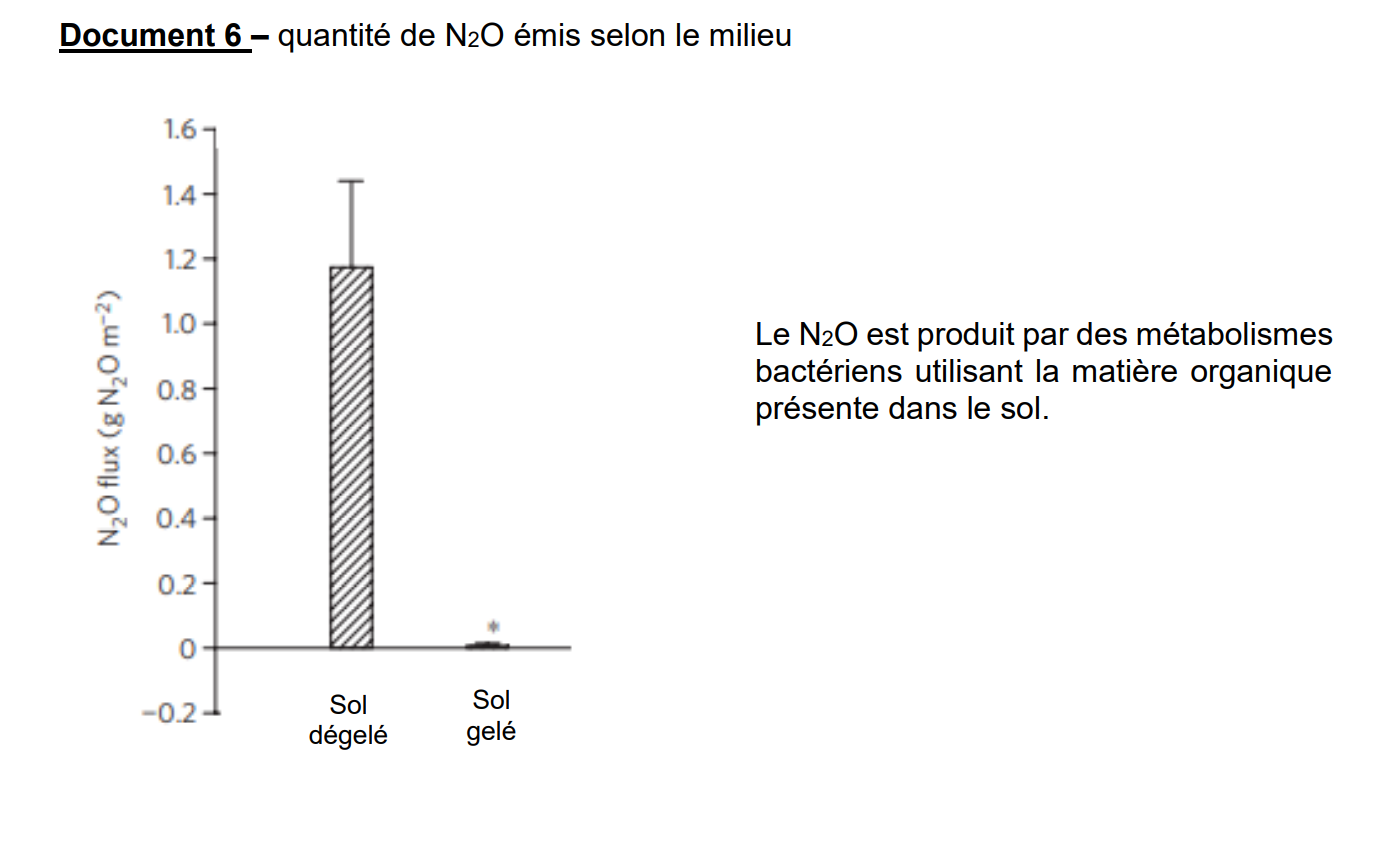 Document 6 – quantité de N2O émis selon le milieu
1.6
1.4
1.2
1.0
0.8
0.6
0.4
0.2
0
−0.2
N₂O flux (g N₂O m⁻²)
*
Sol
dégelé
Sol
gelé
Le N2O est produit par des métabolismes
bactériens utilisant la matière organique
présente dans le sol.